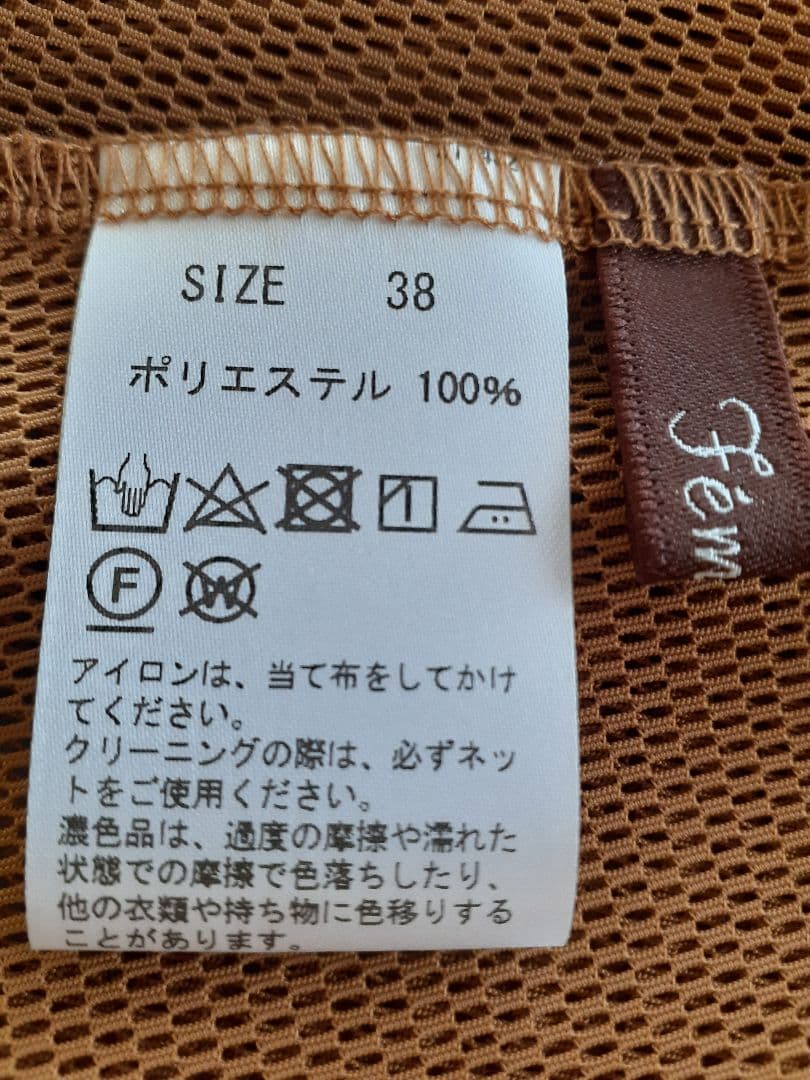 SIZE 38
ポリエステル 100%
F W
アイロンは、当て布をしてかけ
てください。
クリーニングの際は、必ずネッ
トをご使用ください。
濃色品は、過度の摩擦や濡れた
状態での摩擦で色落ちしたり、
他の衣類や持ち物に色移りする
ことがあります。
Fém